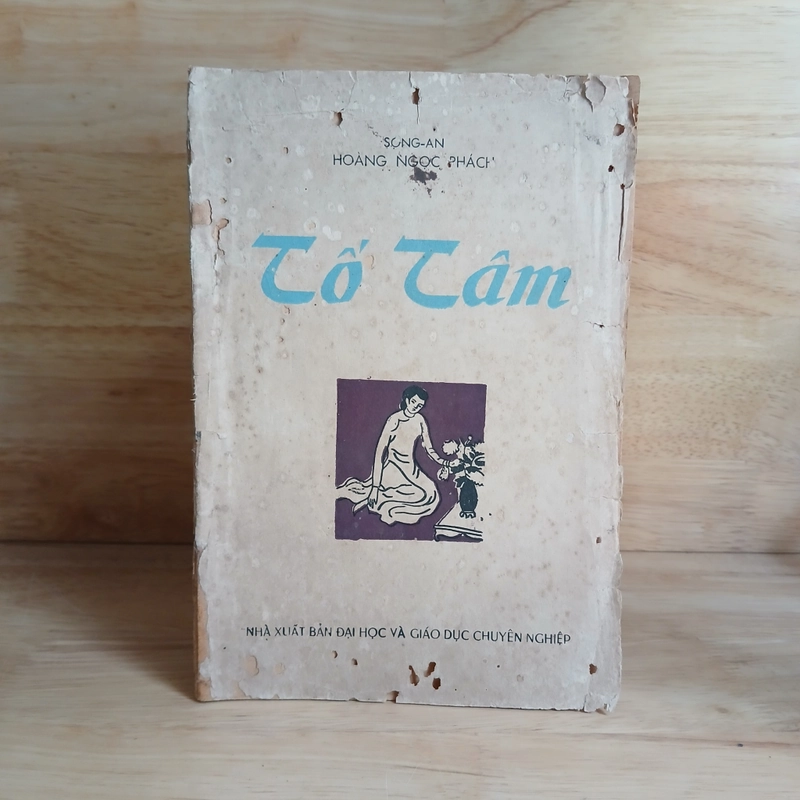 SONG-AN
HOÀNG NGỌC PHÁCH
Tố Tâm
NHÀ XUẤT BẢN ĐẠI HỌC VÀ GIÁO DỤC CHUYÊN NGHIỆP